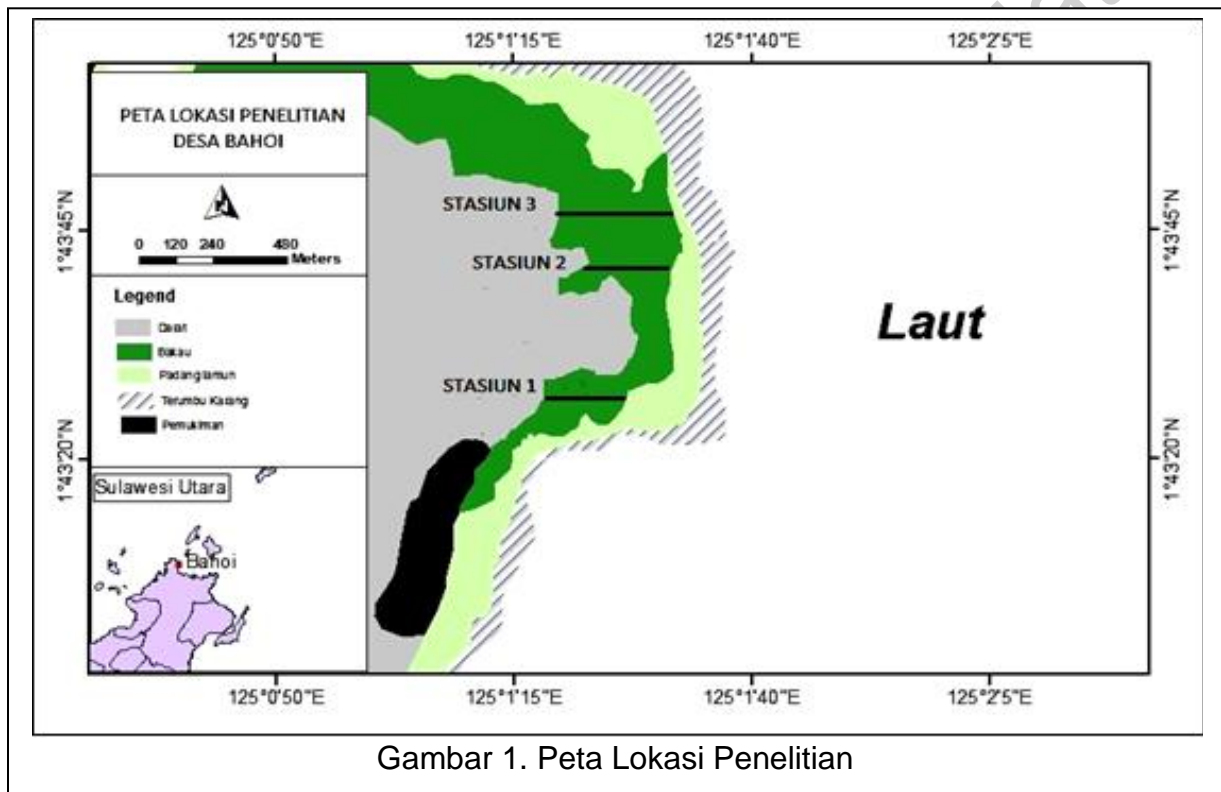 125°0'50"E 125°1'15"E 125°1'40"E 125°2'5"E
PETA LOKASI PENELITIAN
DESA BAHOI
0 120 240 480
Meters
Legend
Darat
Bakau
Padang lamun
Terumbu Karang
Pemukiman
Sulawesi Utara
Bahoi
STASIUN 3
STASIUN 2
STASIUN 1
Laut
1°43'45"N
1°43'20"N
1°43'45"N
1°43'20"N
125°0'50"E 125°1'15"E 125°1'40"E 125°2'5"E
Gambar 1. Peta Lokasi Penelitian